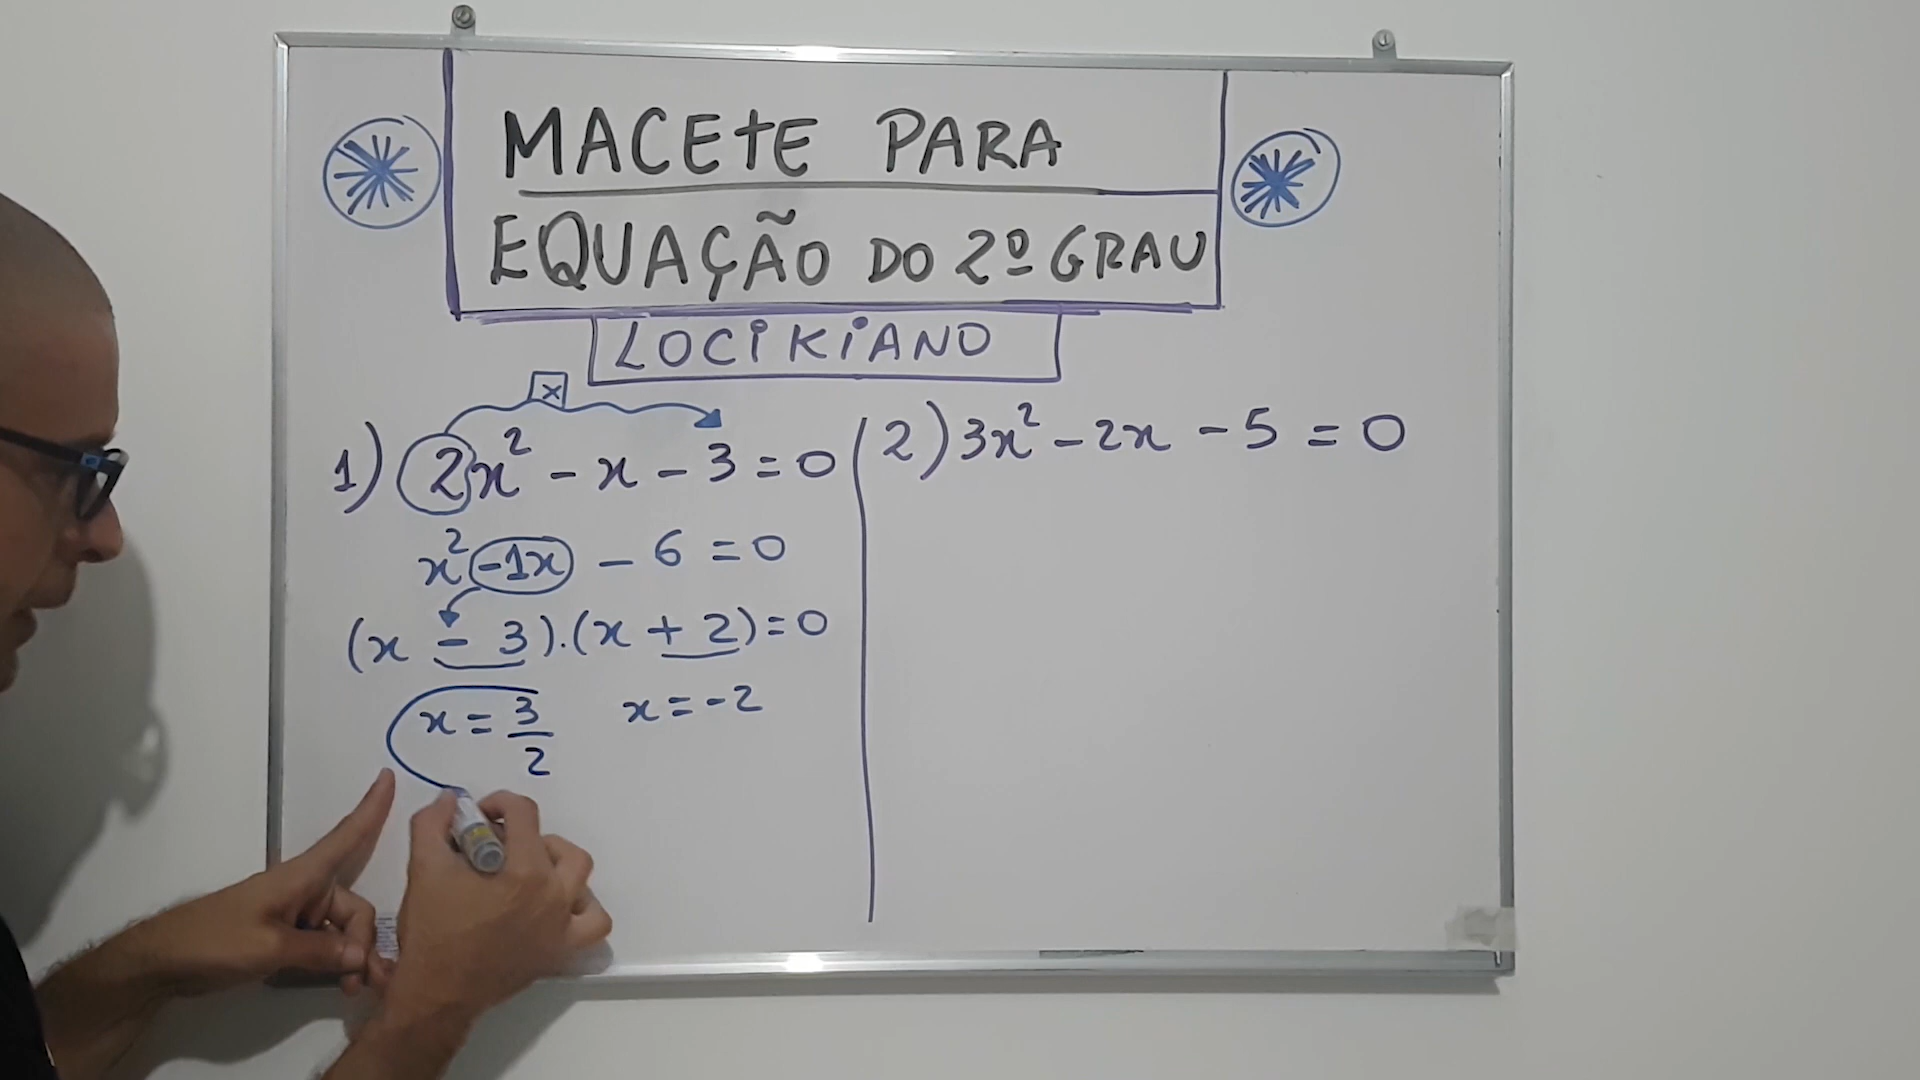 MACETE PARA
EQUAÇÃO DO 2º GRAU
LOCIKIANO
x
1) 2x² - x - 3 = 0
x² - 1x - 6 = 0
(x - 3).(x + 2) = 0
x = 3/2 x = -2
2) 3x² - 2x - 5 = 0